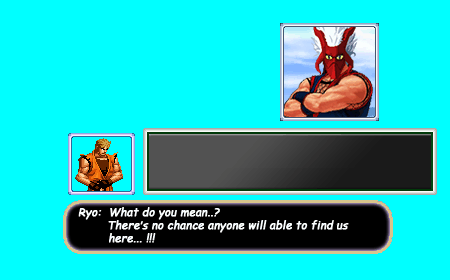 Ryo: What do you mean..?
There's no chance anyone will able to find us
here... !!!